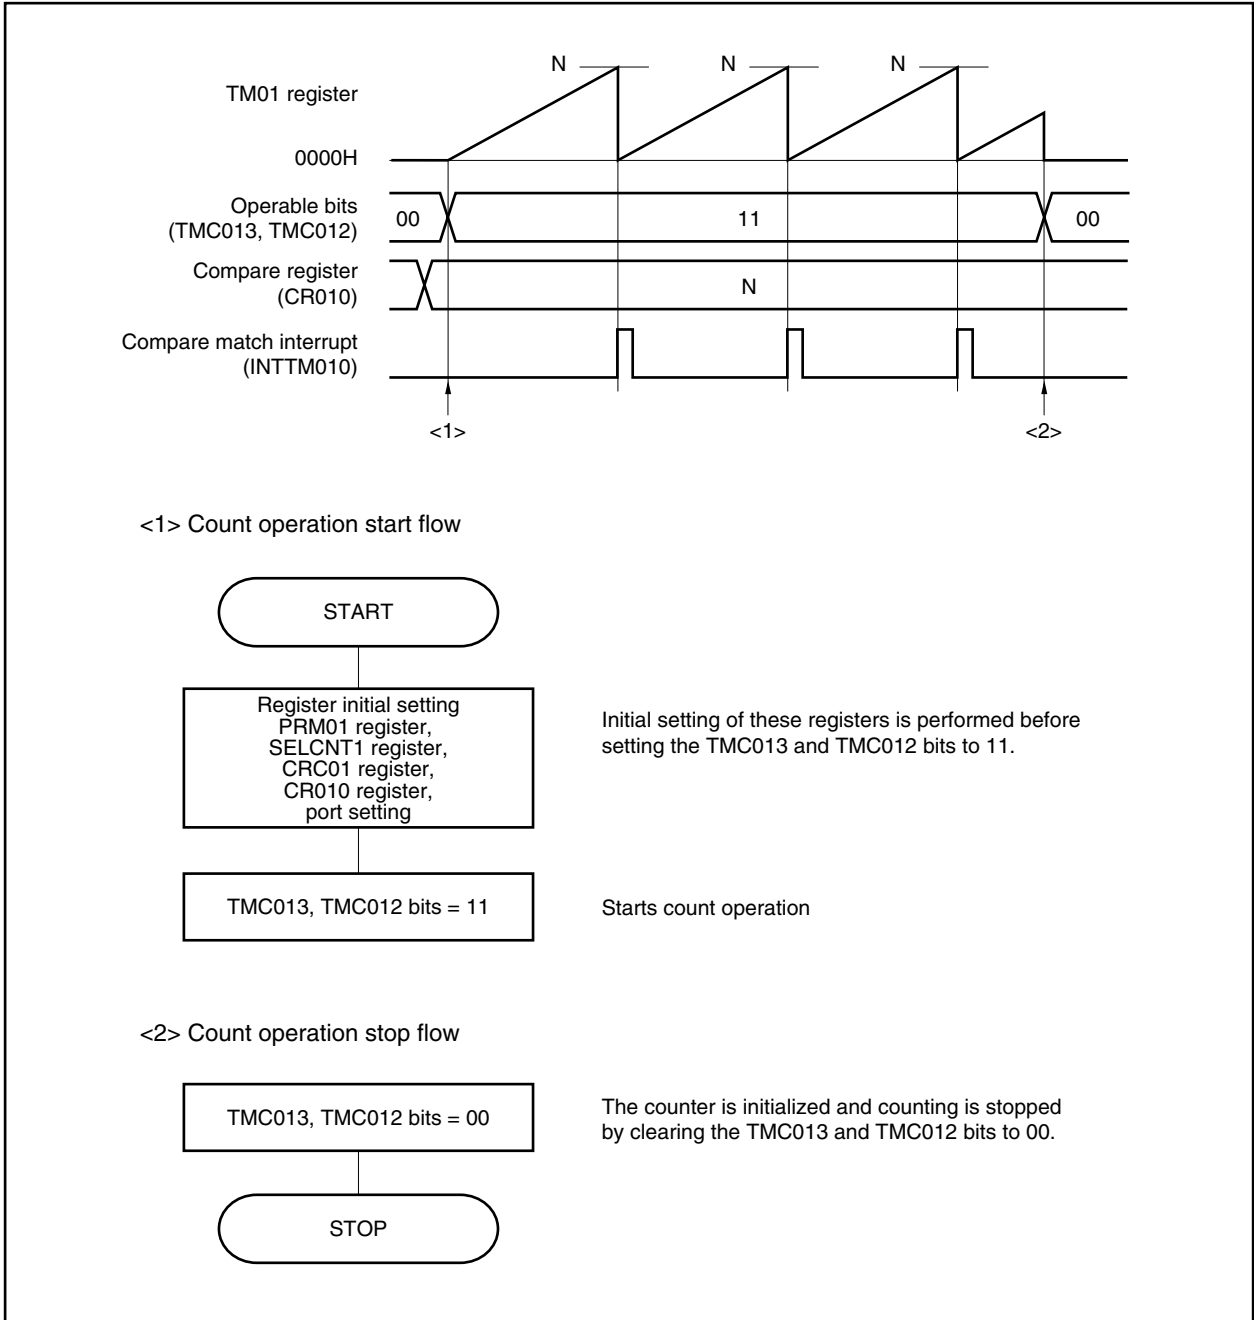 N N N
TM01 register
0000H
Operable bits
(TMC013, TMC012)
00 11 00
Compare register
(CR010)
N
Compare match interrupt
(INTTM010)
<1> <2>
<1> Count operation start flow
START
Register initial setting
PRM01 register,
SELCNT1 register,
CRC01 register,
CR010 register,
port setting
Initial setting of these registers is performed before
setting the TMC013 and TMC012 bits to 11.
TMC013, TMC012 bits = 11
Starts count operation
<2> Count operation stop flow
TMC013, TMC012 bits = 00
The counter is initialized and counting is stopped
by clearing the TMC013 and TMC012 bits to 00.
STOP